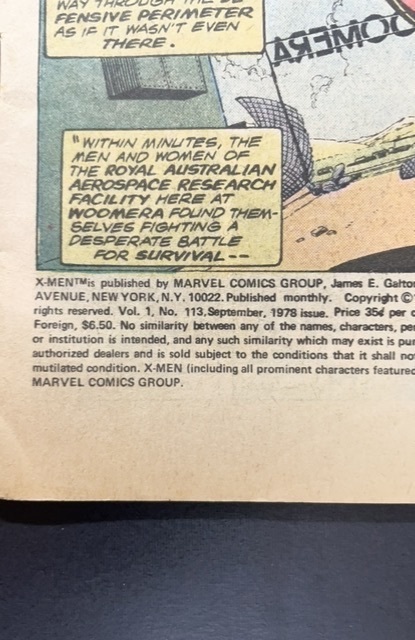 WAY THROUGH THE DE-
FENSIVE PERIMETER
AS IF IT WASN'T EVEN
THERE.
WOOMERA
"WITHIN MINUTES, THE
MEN AND WOMEN OF
THE ROYAL AUSTRALIAN
AEROSPACE RESEARCH
FACILITY HERE AT
WOOMERA FOUND THEM-
SELVES FIGHTING A
DESPERATE BATTLE
FOR SURVIVAL--
X-MEN™is published by MARVEL COMICS GROUP, James E. Galton
AVENUE, NEW YORK, N.Y. 10022. Published monthly. Copyright ©
rights reserved. Vol. 1, No. 113,September, 1978 issue. Price 35¢ per c
Foreign, $6.50. No similarity between any of the names, characters, pe
or institution is intended, and any such similarity which may exist is pur
authorized dealers and is sold subject to the conditions that it shall not
mutilated condition. X-MEN (including all prominent characters featured
MARVEL COMICS GROUP.